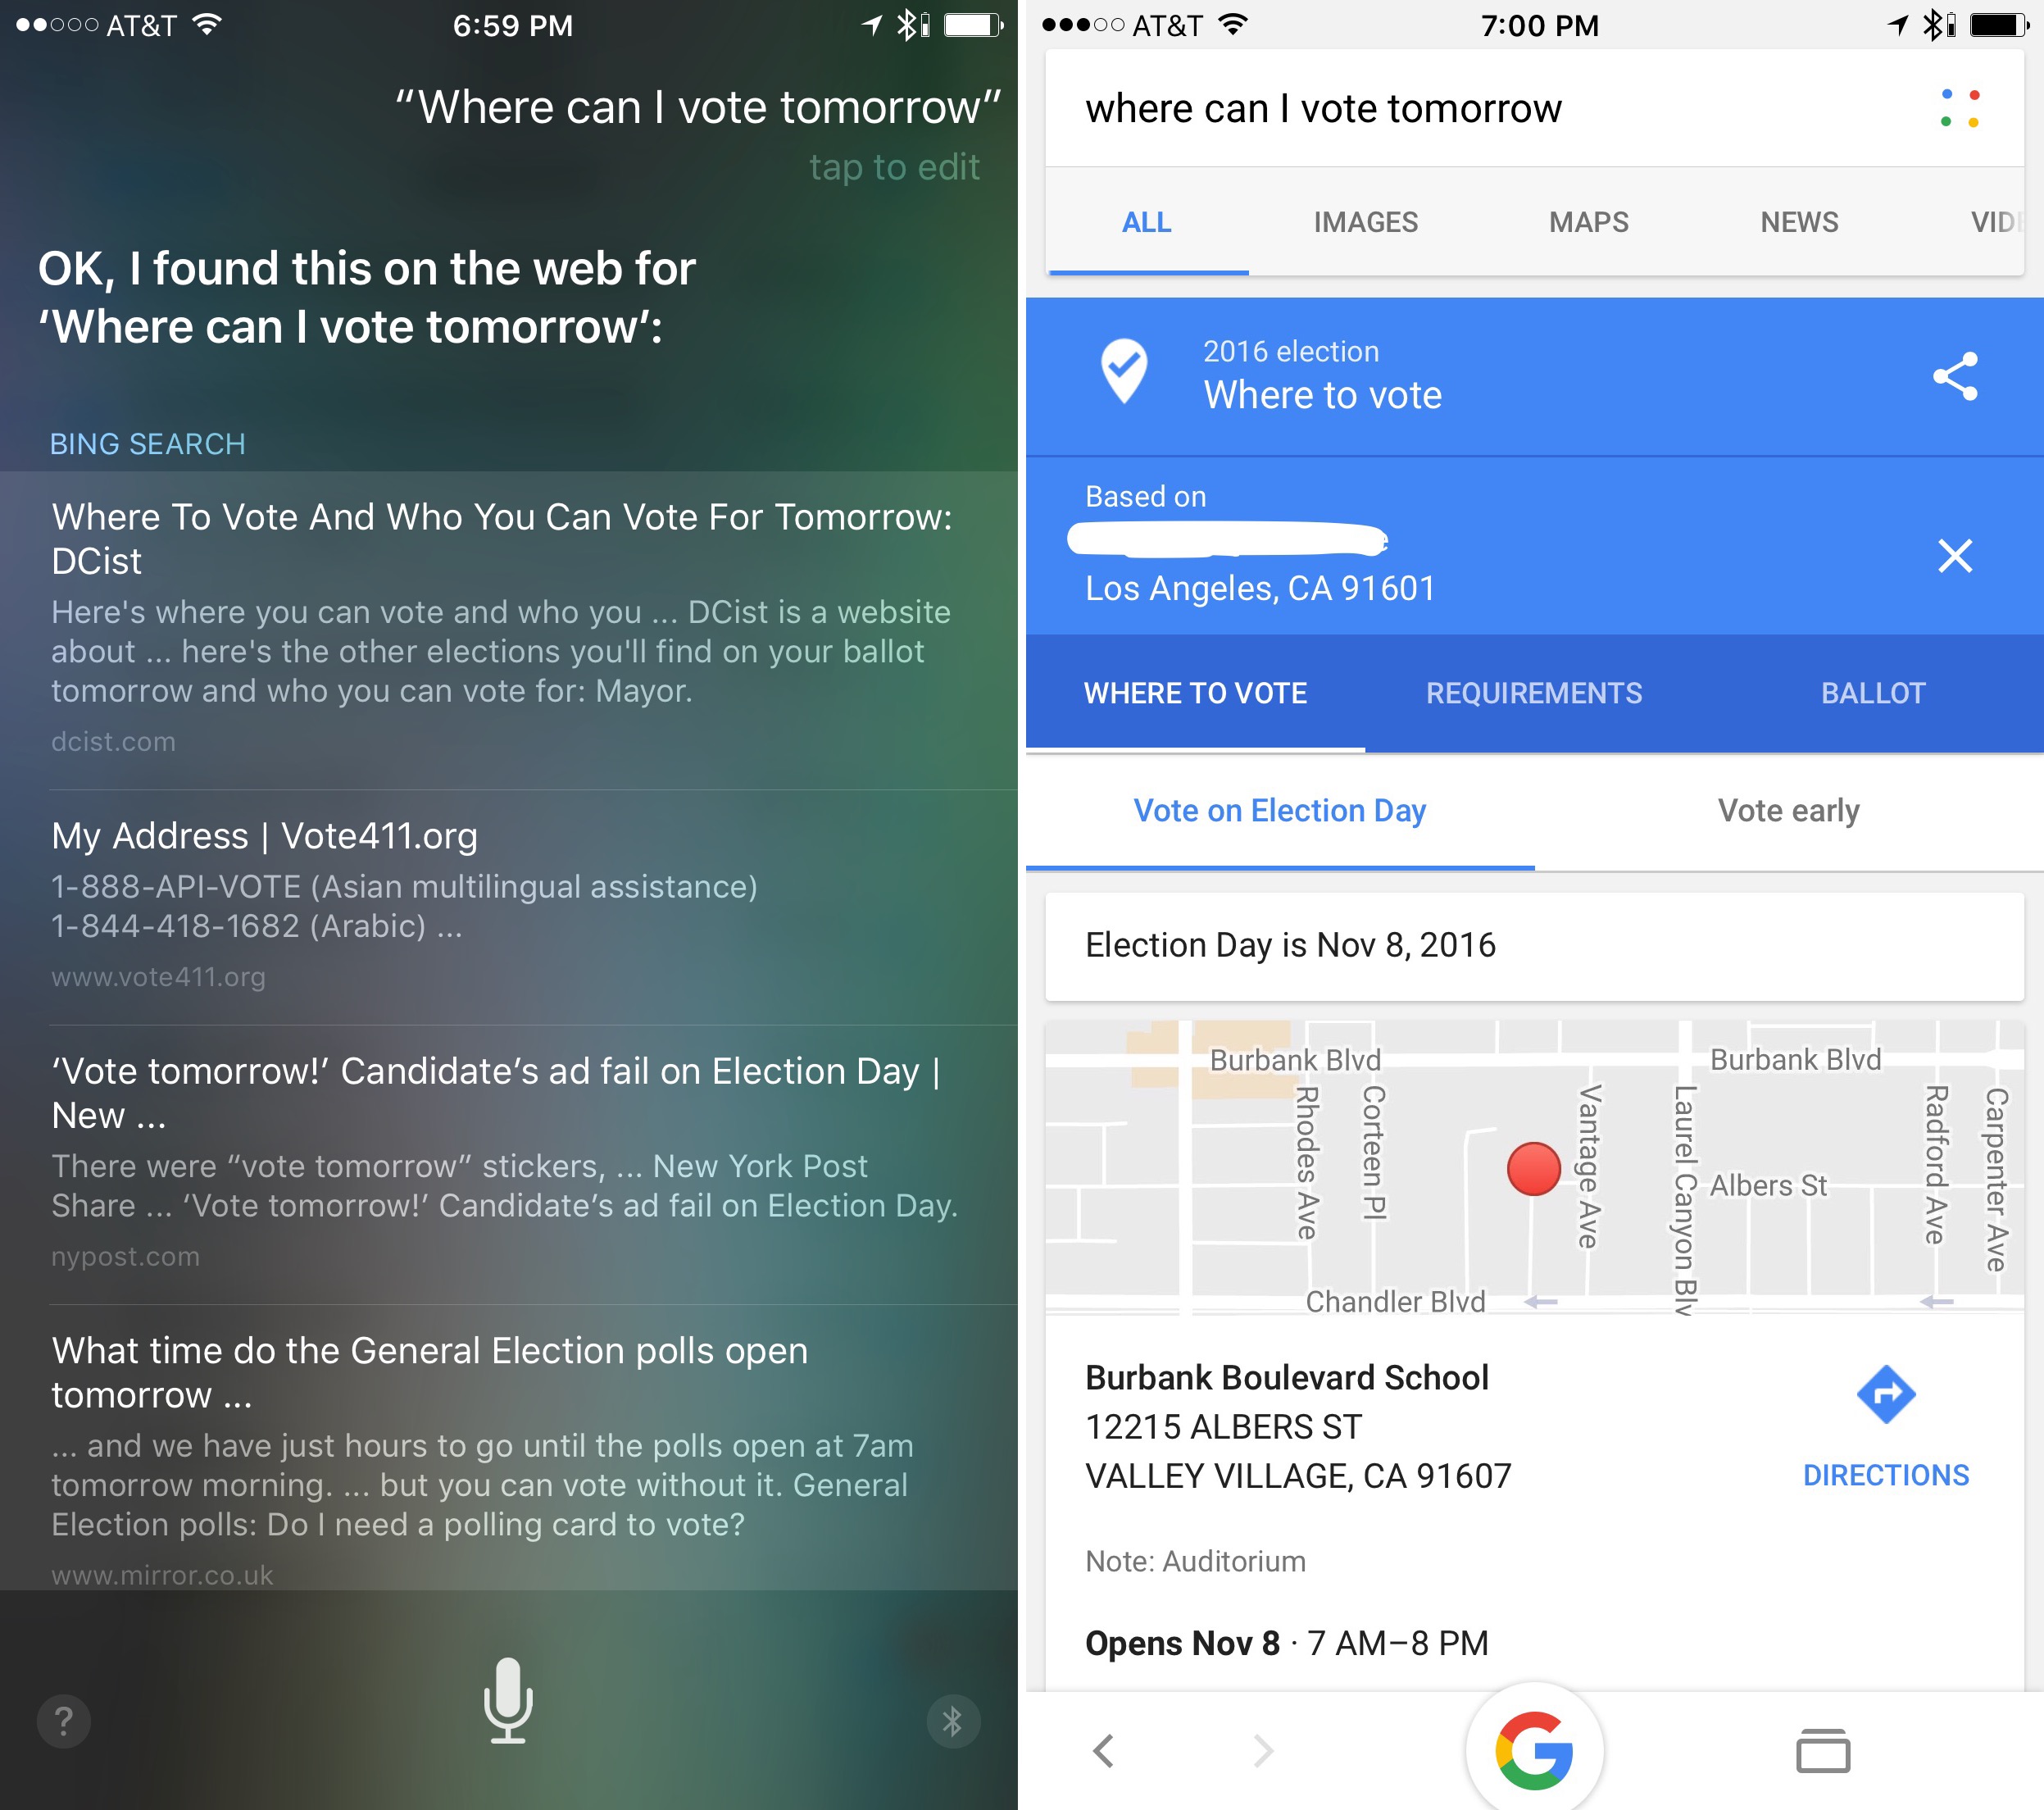 AT&T 6:59 PM
“Where can I vote tomorrow”
tap to edit
OK, I found this on the web for
‘Where can I vote tomorrow’:
BING SEARCH
Where To Vote And Who You Can Vote For Tomorrow:
DCist
Here's where you can vote and who you ... DCist is a website
about ... here's the other elections you'll find on your ballot
tomorrow and who you can vote for: Mayor.
dcist.com
My Address | Vote411.org
1-888-API-VOTE (Asian multilingual assistance)
1-844-418-1682 (Arabic) ...
www.vote411.org
‘Vote tomorrow!’ Candidate’s ad fail on Election Day |
New ...
There were “vote tomorrow” stickers, ... New York Post
Share ... ‘Vote tomorrow!’ Candidate’s ad fail on Election Day.
nypost.com
What time do the General Election polls open
tomorrow ...
... and we have just hours to go until the polls open at 7am
tomorrow morning. ... but you can vote without it. General
Election polls: Do I need a polling card to vote?
www.mirror.co.uk
?
AT&T 7:00 PM
where can I vote tomorrow
ALL IMAGES MAPS NEWS VID
2016 election
Where to vote
Based on
Los Angeles, CA 91601
WHERE TO VOTE REQUIREMENTS BALLOT
Vote on Election Day Vote early
Election Day is Nov 8, 2016
Burbank Blvd Burbank Blvd
Rhodes Ave
Corteen Pl
Vantage Ave
Laurel Canyon Blv
Albers St
Radford Ave
Carpenter Ave
Chandler Blvd
Burbank Boulevard School
12215 ALBERS ST
VALLEY VILLAGE, CA 91607
DIRECTIONS
Note: Auditorium
Opens Nov 8 · 7 AM–8 PM
G